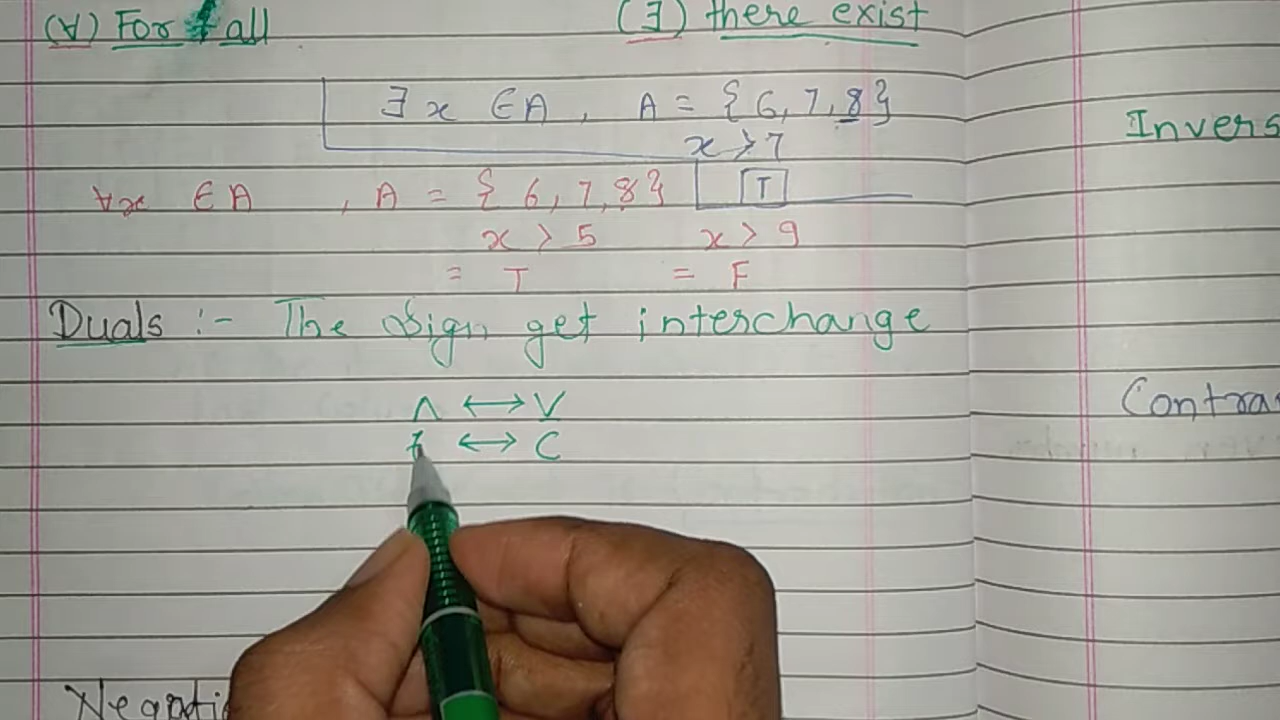 (∀) For all (∃) there exist
∃ x ∈ A , A = {6, 7, 8}
x > 7
Invers
∀x ∈ A , A = {6, 7, 8} T
x > 5 x > 9
= T = F
Duals :- The sign get interchange
∧ ↔ ∨
t ↔ C
Contra
Negati